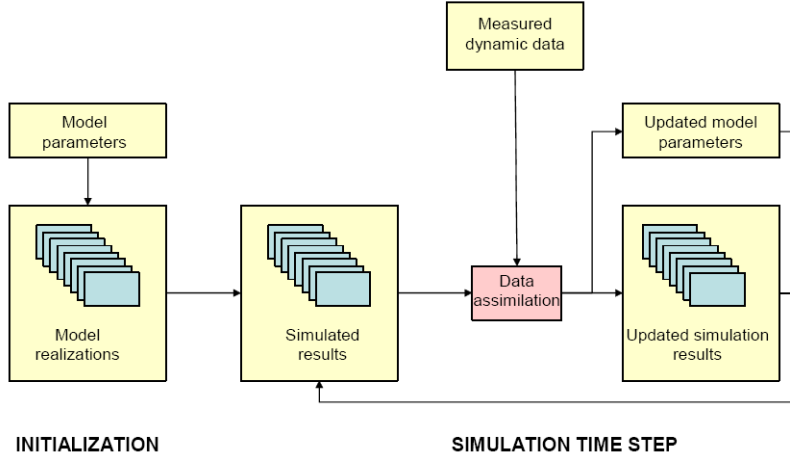 Measured
dynamic data
Model
parameters
Updated model
parameters
Model
realizations
Simulated
results
Data
assimilation
Updated simulation
results
INITIALIZATION
SIMULATION TIME STEP